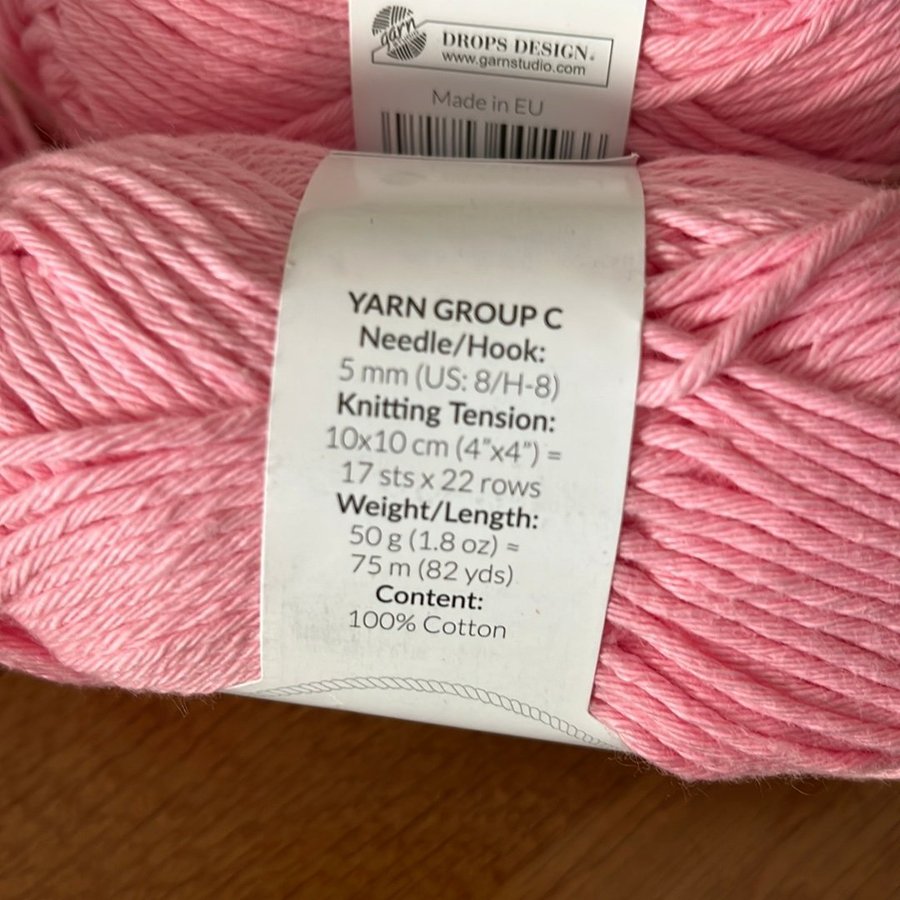 garn
DROPS DESIGN®
www.garnstudio.com
Made in EU
YARN GROUP C
Needle/Hook:
5 mm (US: 8/H-8)
Knitting Tension:
10x10 cm (4”x4”) =
17 sts x 22 rows
Weight/Length:
50 g (1.8 oz) =
75 m (82 yds)
Content:
100% Cotton